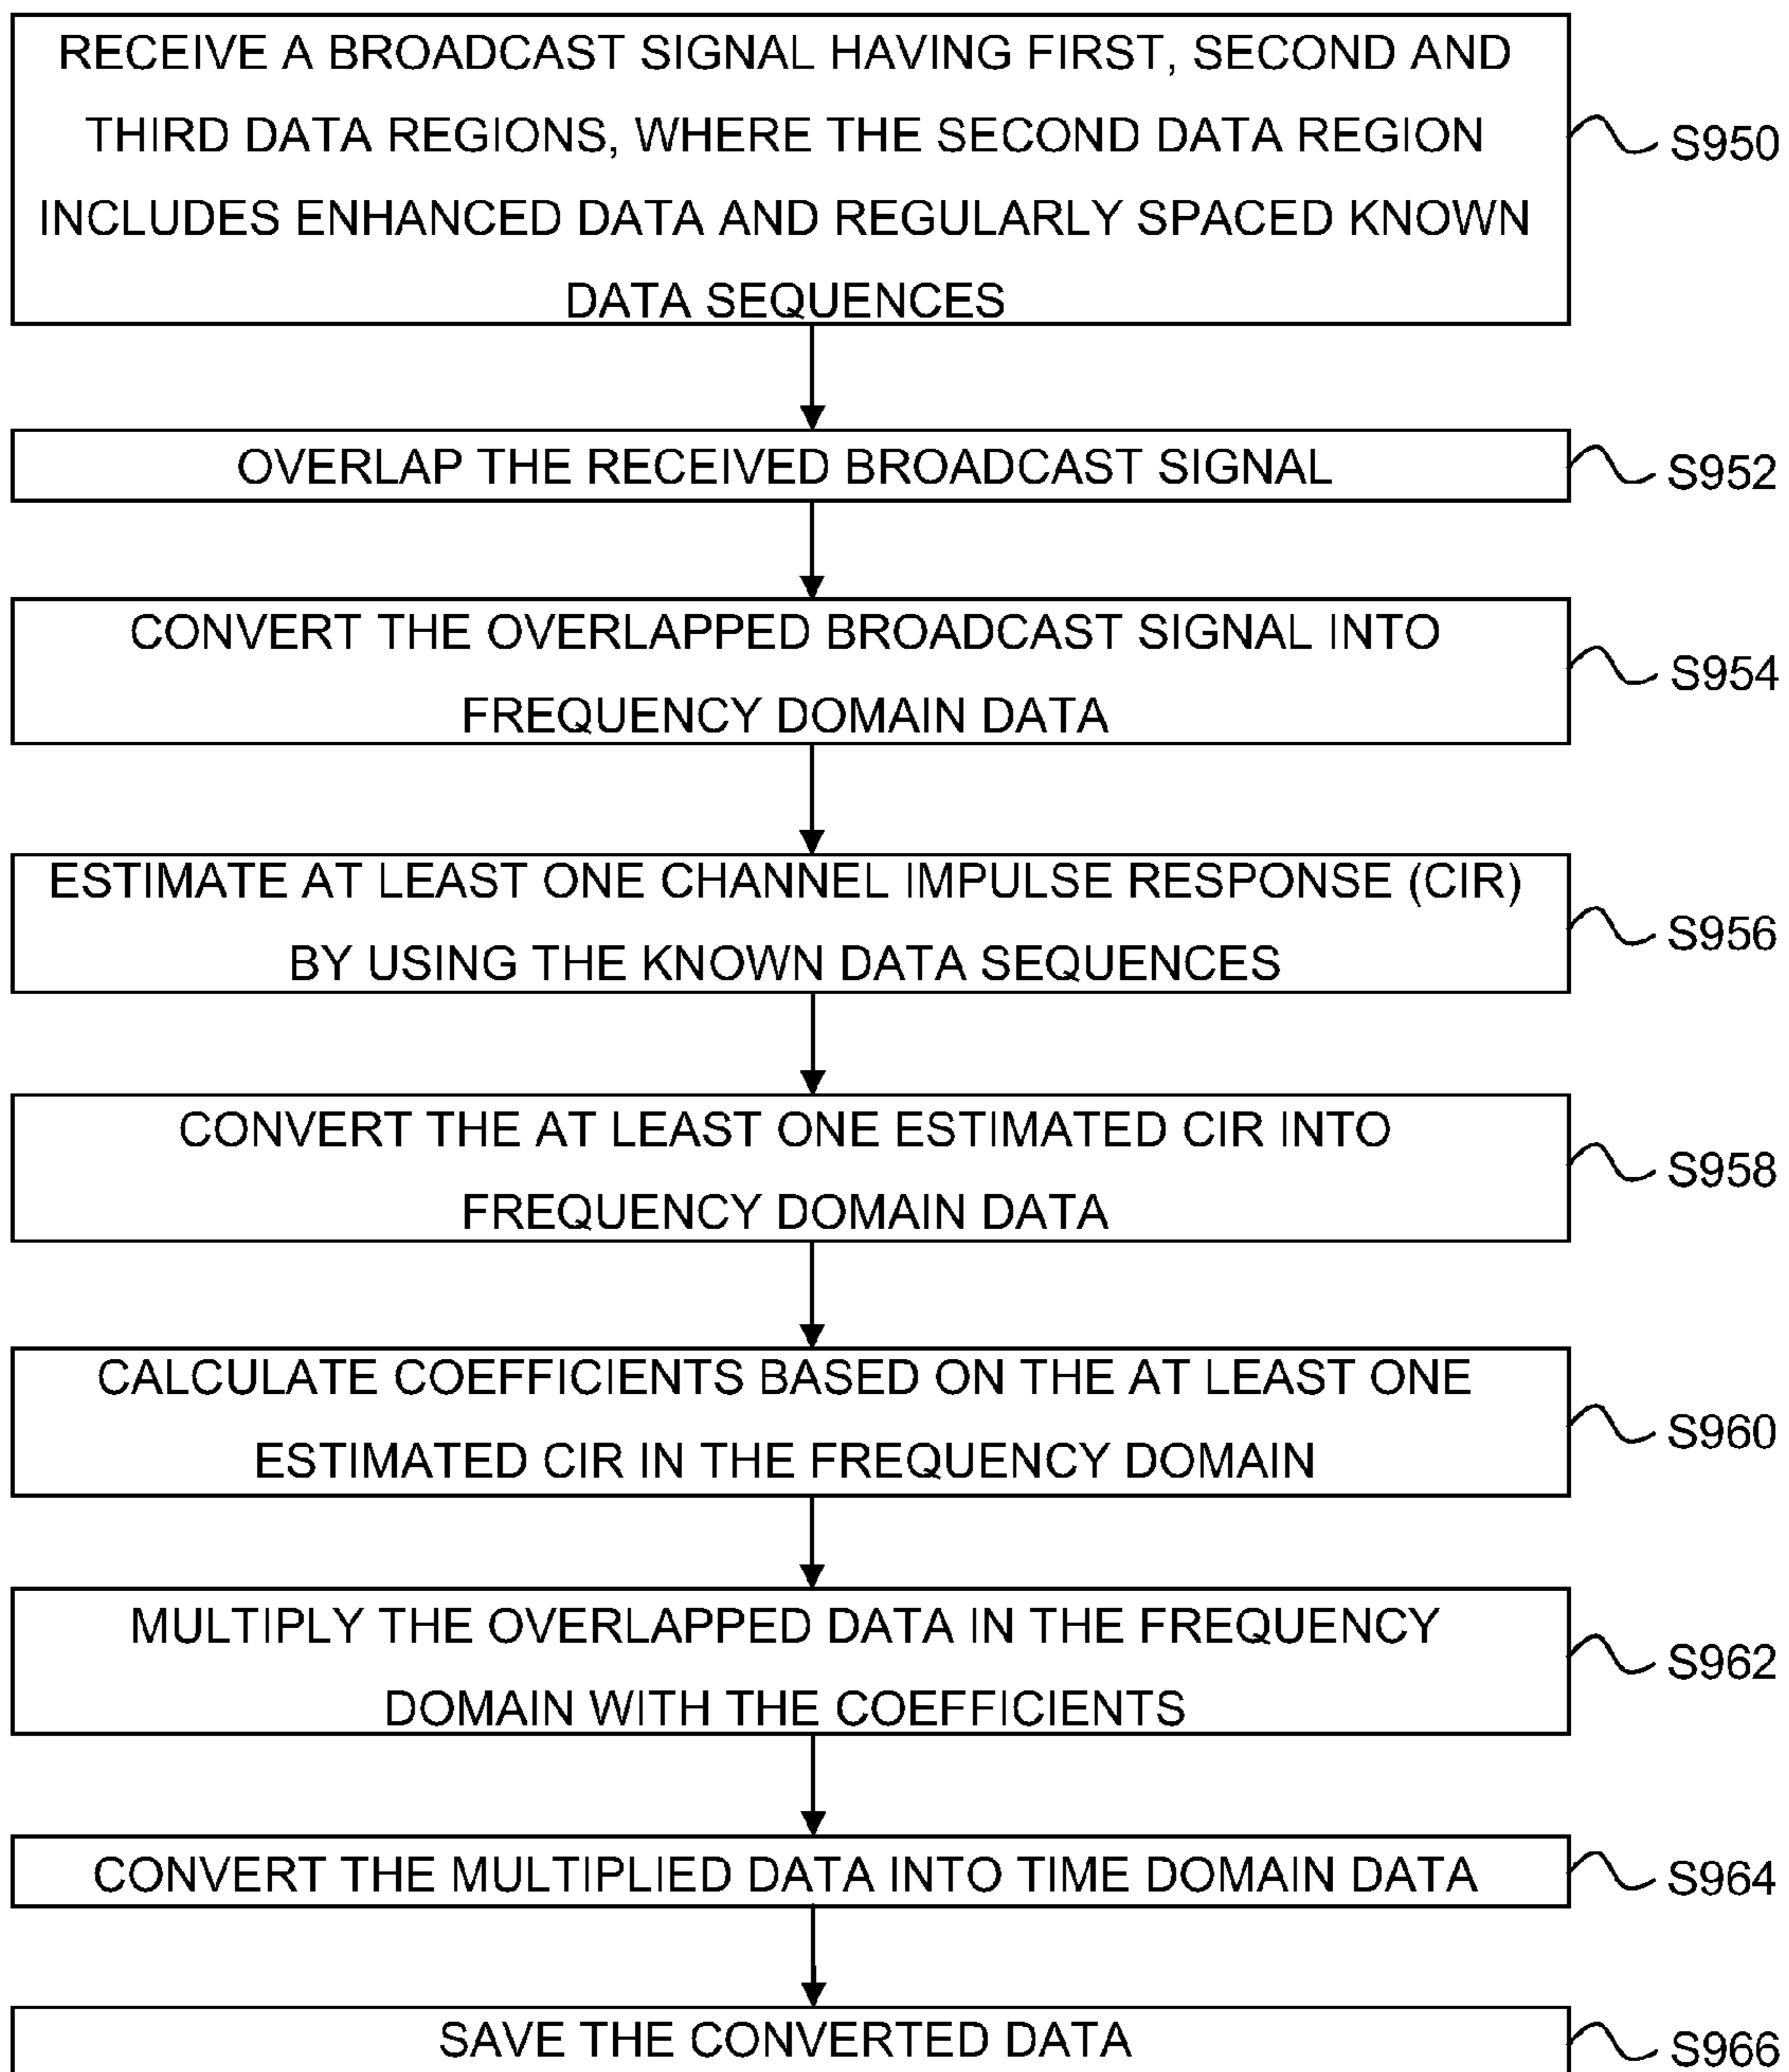 RECEIVE A BROADCAST SIGNAL HAVING FIRST, SECOND AND
THIRD DATA REGIONS, WHERE THE SECOND DATA REGION
INCLUDES ENHANCED DATA AND REGULARLY SPACED KNOWN
DATA SEQUENCES
S950
OVERLAP THE RECEIVED BROADCAST SIGNAL
S952
CONVERT THE OVERLAPPED BROADCAST SIGNAL INTO
FREQUENCY DOMAIN DATA
S954
ESTIMATE AT LEAST ONE CHANNEL IMPULSE RESPONSE (CIR)
BY USING THE KNOWN DATA SEQUENCES
S956
CONVERT THE AT LEAST ONE ESTIMATED CIR INTO
FREQUENCY DOMAIN DATA
S958
CALCULATE COEFFICIENTS BASED ON THE AT LEAST ONE
ESTIMATED CIR IN THE FREQUENCY DOMAIN
S960
MULTIPLY THE OVERLAPPED DATA IN THE FREQUENCY
DOMAIN WITH THE COEFFICIENTS
S962
CONVERT THE MULTIPLIED DATA INTO TIME DOMAIN DATA
S964
SAVE THE CONVERTED DATA
S966